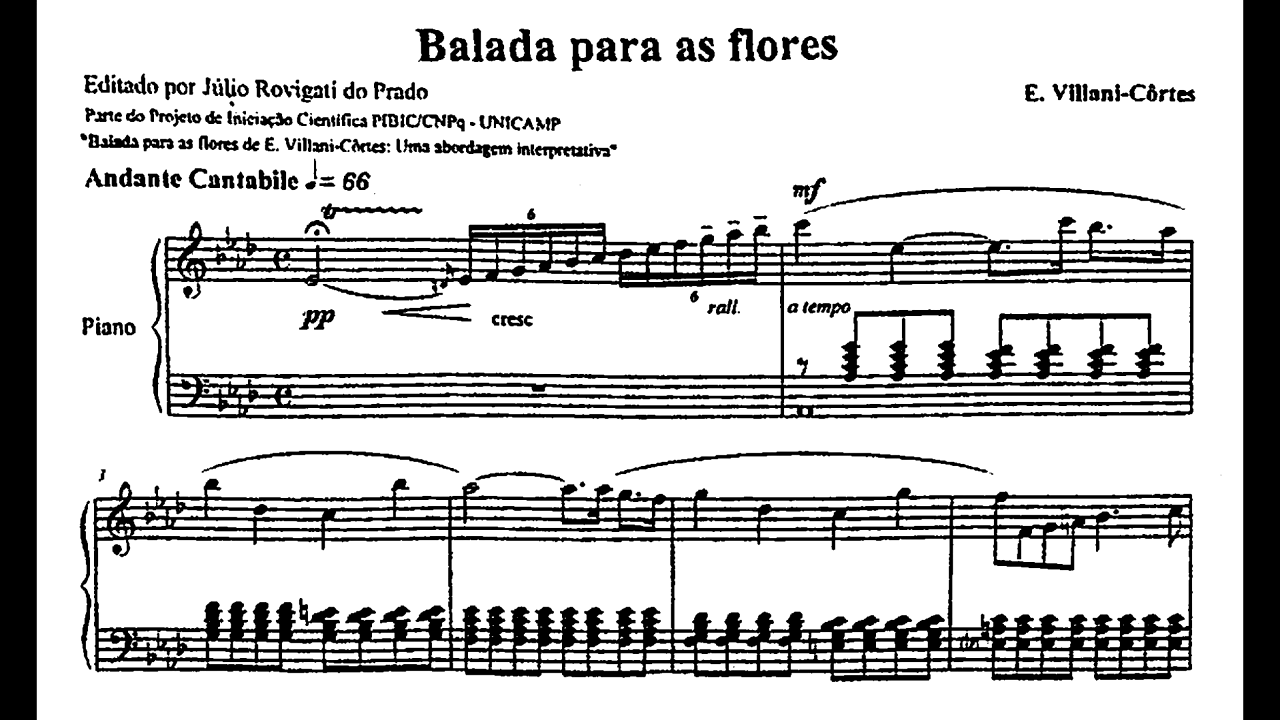 Balada para as flores
Editado por Júlio Rovigati do Prado
E. Villani-Côrtes
Parte do Projeto de Iniciação Científica PIBIC/CNPq - UNICAMP
"Balada para as flores de E. Villani-Côrtes: Uma abordagem interpretativa"
Andante Cantabile ♩= 66
mf
tr
6
6
rall.
a tempo
pp
cresc
Piano
3